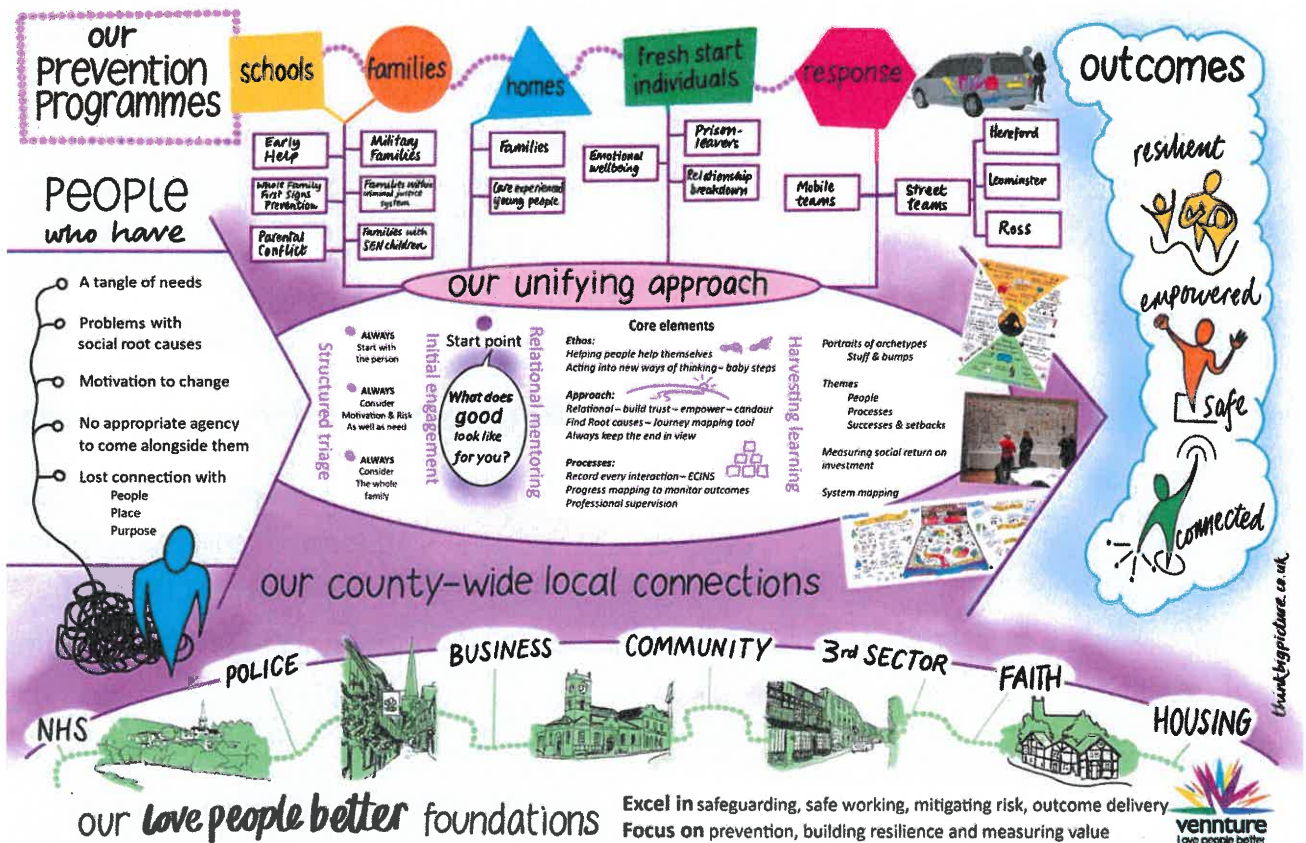 our
Prevention
Programmes
schools
families
homes
fresh start
individuals
response
outcomes
Early
Help
Whole Family
First Signs
Prevention
Parental
Conflict
Military
Families
Families within
criminal justice
system
Families with
SEN children
Families
Care experienced
young people
Emotional
wellbeing
Prison-
leavers
Relationship
breakdown
Mobile
teams
Street
teams
Hereford
Leominster
Ross
PEOPLE
who have
A tangle of needs
Problems with
social root causes
Motivation to change
No appropriate agency
to come alongside them
Lost connection with
People
Place
Purpose
our unifying approach
Structured triage
ALWAYS
Start with
the person
ALWAYS
Consider
Motivation & Risk
As well as need
ALWAYS
Consider
The whole
family
Initial engagement
Start point
What does
good
look like
for you?
Relational mentoring
Core elements
Ethos:
Helping people help themselves
Acting into new ways of thinking – baby steps
Approach:
Relational – build trust – empower – candour
Find Root causes – Journey mapping tool
Always keep the end in view
Processes:
Record every interaction – ECINS
Progress mapping to monitor outcomes
Professional supervision
Harvesting learning
Portraits of archetypes
Stuff & bumps
Themes
People
Processes
Successes & setbacks
Measuring social return on
investment
System mapping
resilient
empowered
safe
connected
thinkbigpicture.co.uk
our county-wide local connections
NHS
POLICE
BUSINESS
COMMUNITY
3rd SECTOR
FAITH
HOUSING
our love people better foundations
Excel in safeguarding, safe working, mitigating risk, outcome delivery
Focus on prevention, building resilience and measuring value
vennture
Love people better